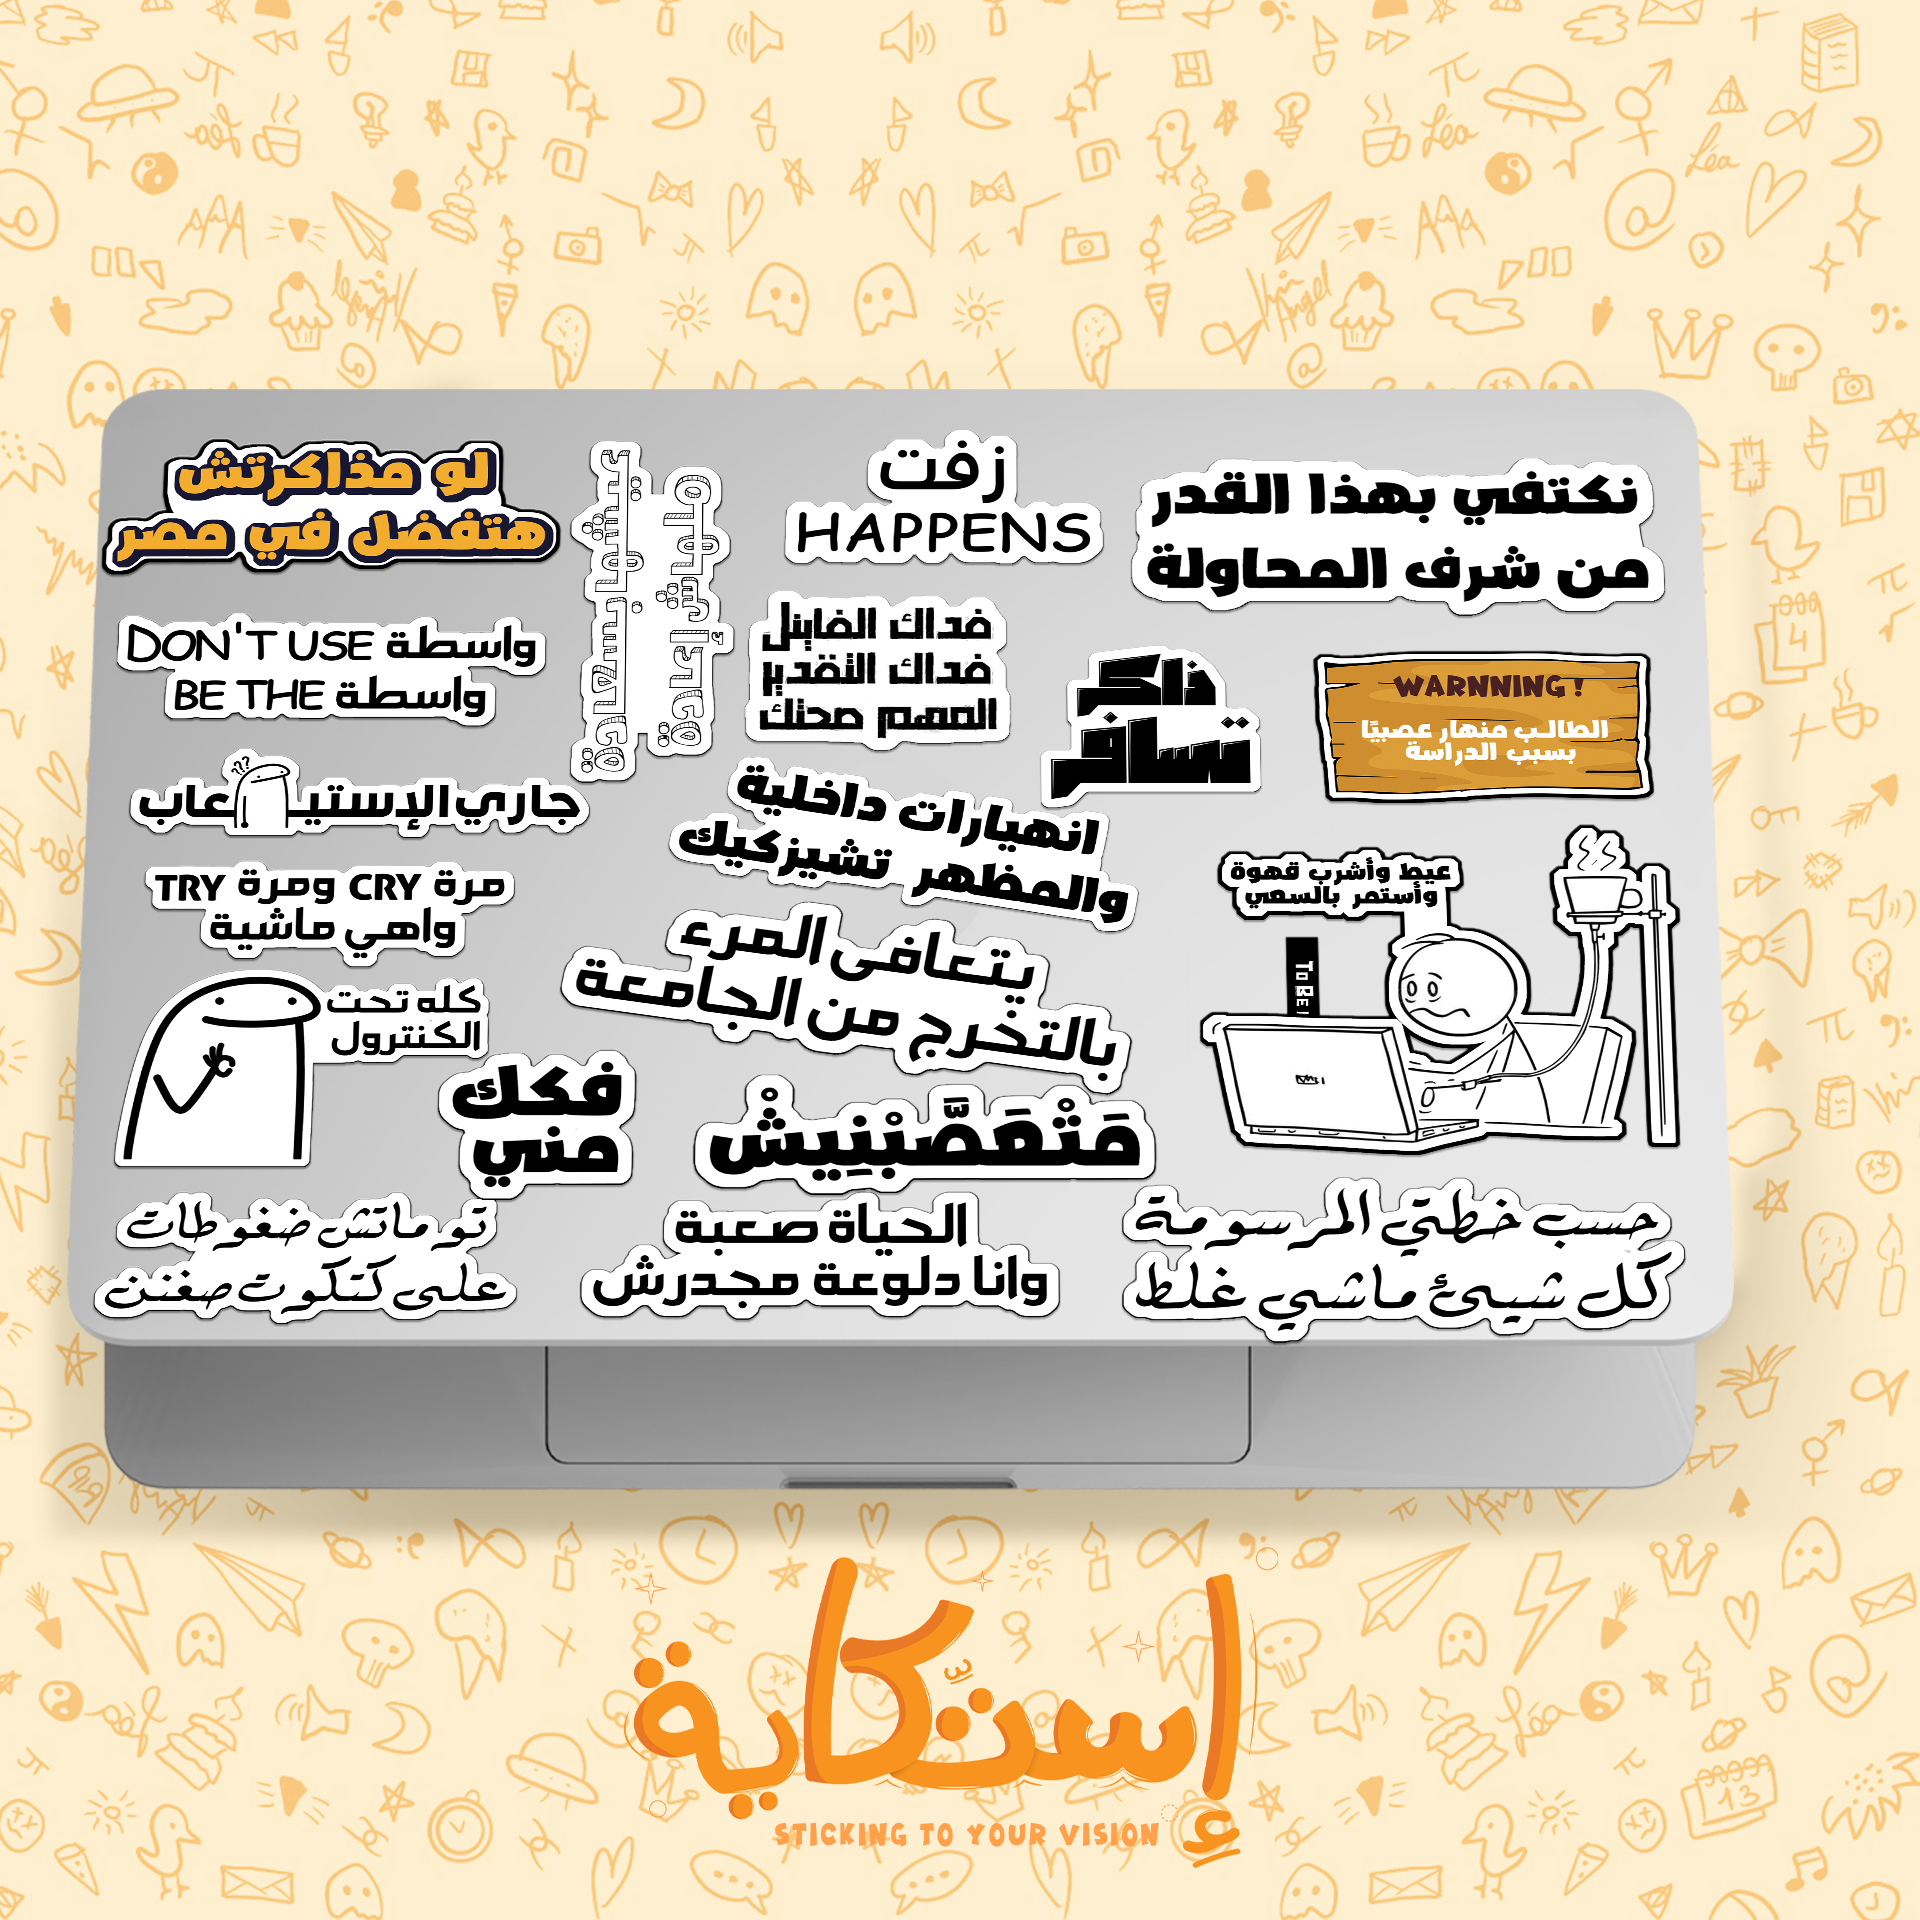 لو مذاكرتش
هتفضل في مصر
زفت
HAPPENS
نكتفي بهذا القدر
من شرف المحاولة
DON'T USE واسطة
BE THE واسطة
فداك الفاينل
فداك التقدير
المهم صحتك
ذاكر
تسافر
WARNNING !
الطالب منهار عصبيًا
بسبب الدراسة
جاري الإستيعاب
???
انهيارات داخلية
والمظهر تشيزكيك
عيط وأشرب قهوة
وأستمر بالسعي
مرة CRY ومرة TRY
واهي ماشية
يتعافى المرء
بالتخرج من الجامعة
TO BE
كله تحت
الكنترول
فكك
مني
مَتْعَصَّبْنِيشْ
تو ماتش ضغوطات
على كتكوت صغنن
الحياة صعبة
وانا دلوعة مجدرش
حسب خطتي المرسومة
كل شيئ ماشي غلط
إستكاية
STICKING TO YOUR VISION